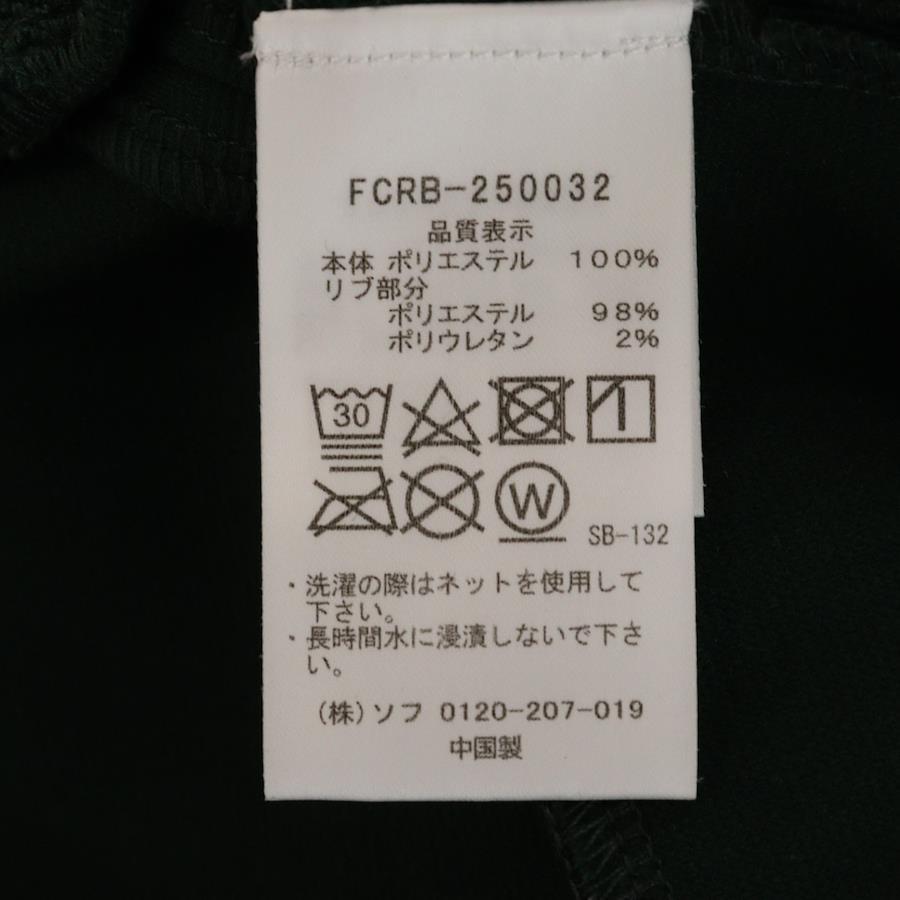 FCRB-250032
品質表示
本体 ポリエステル 100%
リブ部分
ポリエステル 98%
ポリウレタン 2%
30
W
SB-132
・洗濯の際はネットを使用して
下さい。
・長時間水に浸漬しないで下さ
い。
(株)ソフ 0120-207-019
中国製